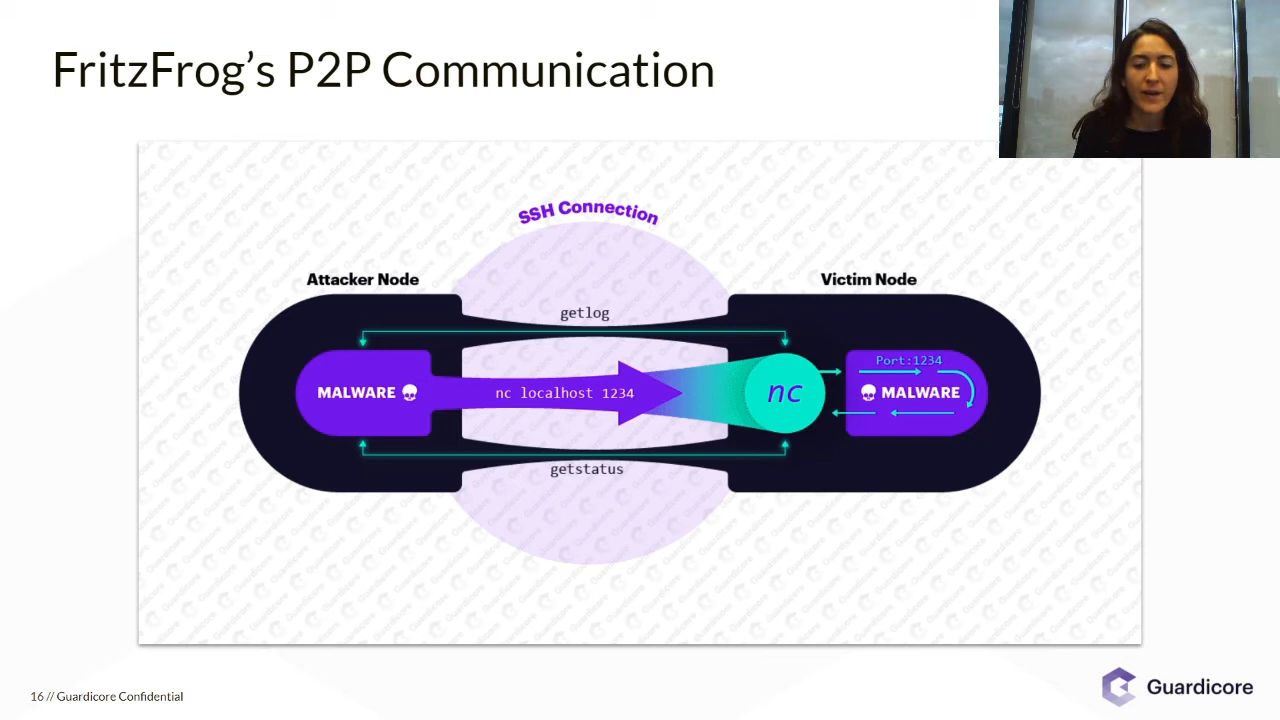 FritzFrog's P2P Communication
SSH Connection
Attacker Node
Victim Node
getlog
Port:1234
MALWARE
nc localhost 1234
nc
MALWARE
getstatus
16 // Guardicore Confidential
Guardicore